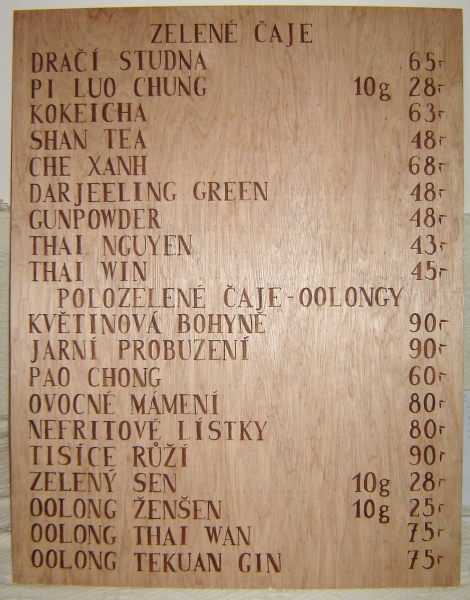 ZELENÉ ČAJE
DRAČÍ STUDNA 65,-
PI LUO CHUNG 10g 28,-
KOKEICHA 63,-
SHAN TEA 48,-
CHE XANH 68,-
DARJEELING GREEN 48,-
GUNPOWDER 48,-
THAI NGUYEN 43,-
THAI WIN 45,-
POLOZELENÉ ČAJE-OOLONGY
KVĚTINOVÁ BOHYNĚ 90,-
JARNÍ PROBUZENÍ 90,-
PAO CHONG 60,-
OVOCNÉ MÁMENÍ 80,-
NEFRITOVÉ LÍSTKY 80,-
TISÍCE RŮŽÍ 90,-
ZELENÝ SEN 10g 28,-
OOLONG ŽENŠEN 10g 25,-
OOLONG THAI WAN 75,-
OOLONG TEKUAN GIN 75,-